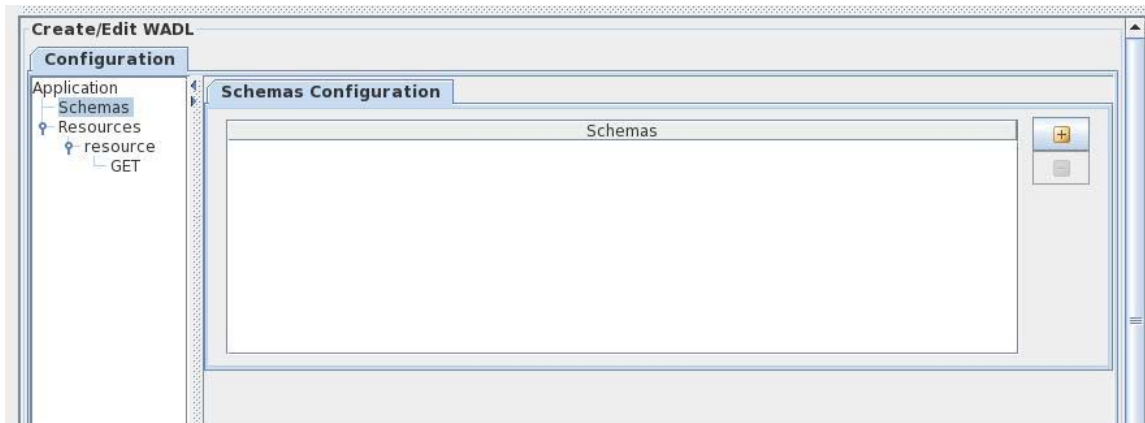 Create/Edit WADL
Configuration
Application
Schemas
Resources
resource
GET
Schemas Configuration
Schemas